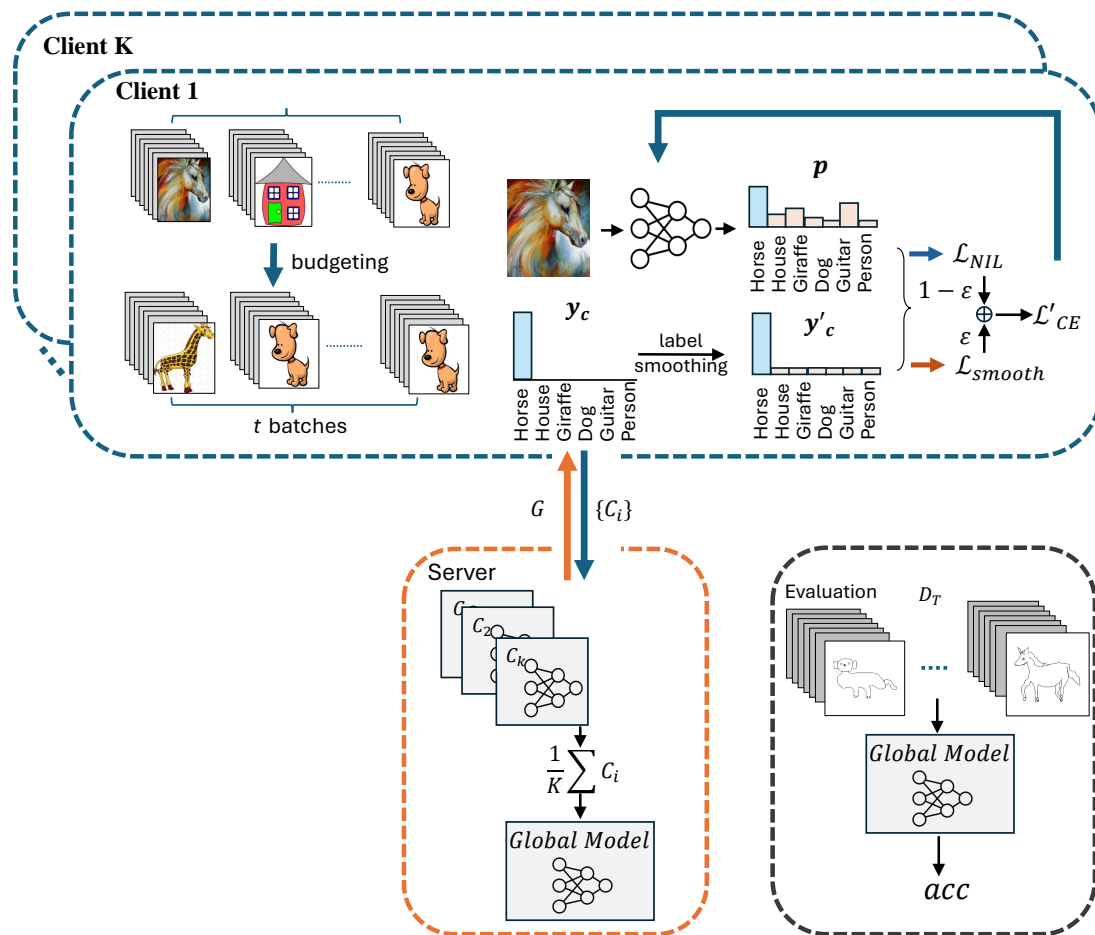 Client K
Client 1
budgeting
t batches
p
Horse
House
Giraffe
Dog
Guitar
Person
y_c
Horse
House
Giraffe
Dog
Guitar
Person
label
smoothing
y'_c
Horse
House
Giraffe
Dog
Guitar
Person
ℒ_NIL
1 − ε
⊕ → ℒ'_CE
ε
ℒ_smooth
G
{C_i}
Server
C_2
C_k
1/K ∑ C_i
Global Model
Evaluation
D_T
Global Model
acc